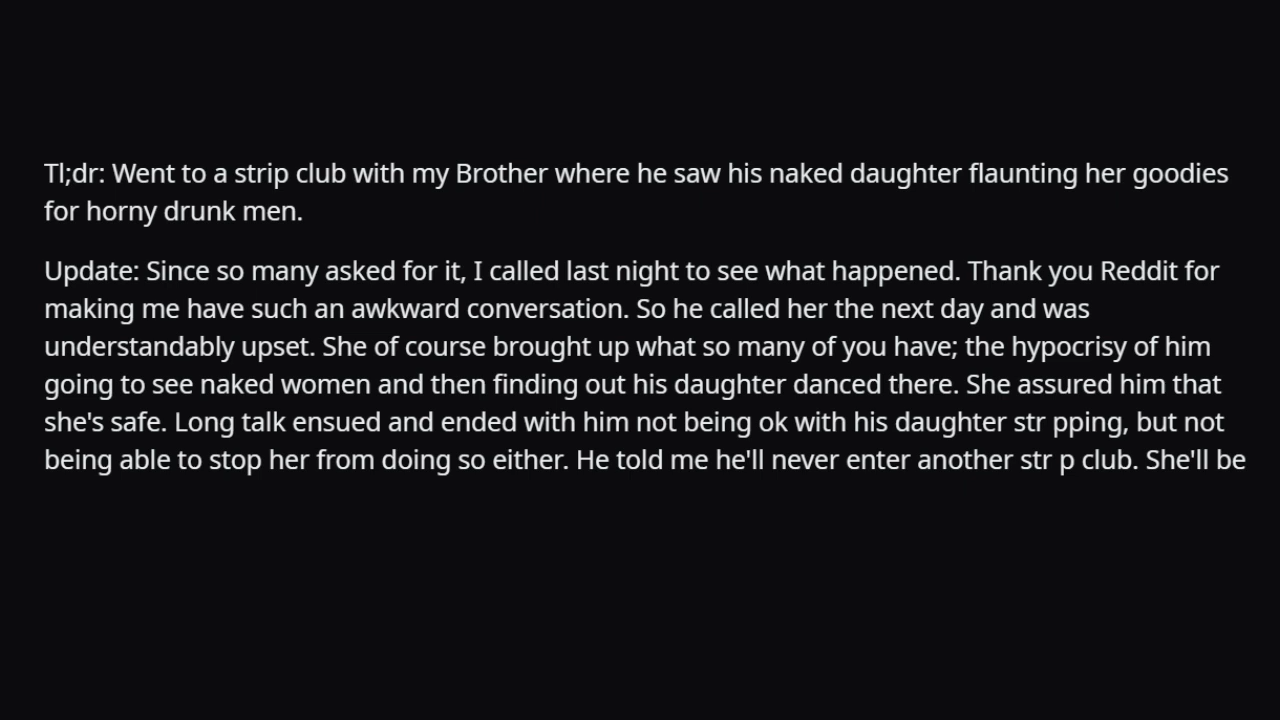 Tl;dr: Went to a strip club with my Brother where he saw his naked daughter flaunting her goodies
for horny drunk men.
Update: Since so many asked for it, I called last night to see what happened. Thank you Reddit for
making me have such an awkward conversation. So he called her the next day and was
understandably upset. She of course brought up what so many of you have; the hypocrisy of him
going to see naked women and then finding out his daughter danced there. She assured him that
she's safe. Long talk ensued and ended with him not being ok with his daughter str pping, but not
being able to stop her from doing so either. He told me he'll never enter another str p club. She'll be